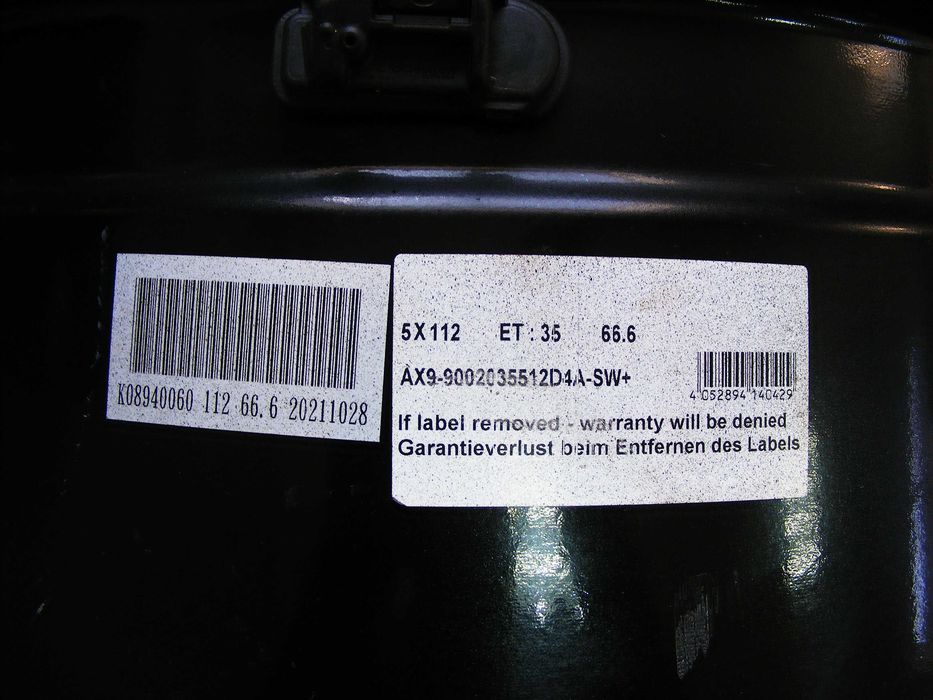 K08940060 112 66.6 20211028
5X112 ET : 35 66.6
AX9-9002035512D4A-SW+
4 052894 140429
If label removed - warranty will be denied
Garantieverlust beim Entfernen des Labels